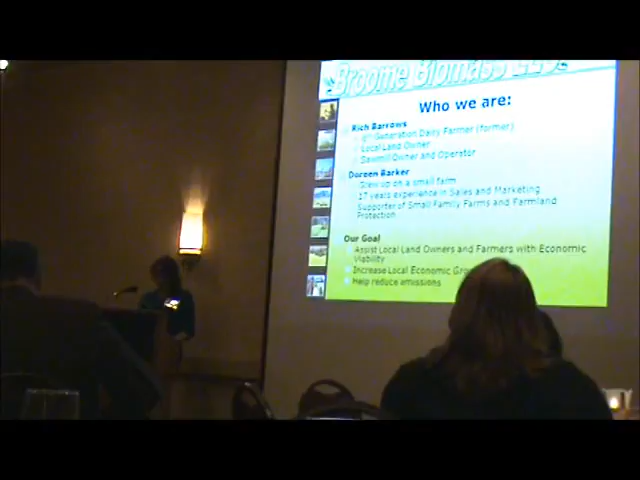 Broome Biomass LLC
Who we are:
Rich Barrows
6th Generation Dairy Farmer (former)
Local Land Owner
Sawmill Owner and Operator
Doreen Barker
Grew up on a small farm
17 years experience in Sales and Marketing
Supporter of Small Family Farms and Farmland
Protection
Our Goal
Assist Local Land Owners and Farmers with Economic
Viability
Increase Local Economic
Help reduce emissions